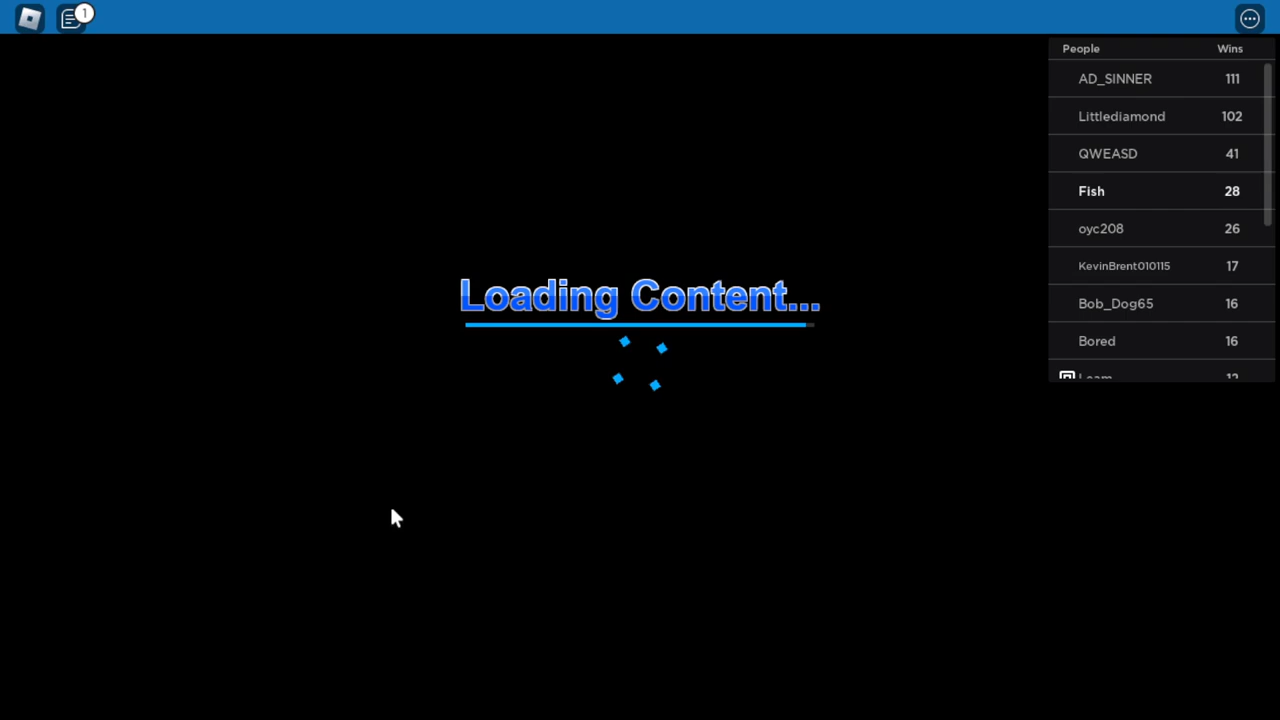 1
People Wins
AD_SINNER 111
Littlediamond 102
QWEASD 41
Fish 28
oyc208 26
KevinBrent010115 17
Bob_Dog65 16
Bored 16
Loading Content...